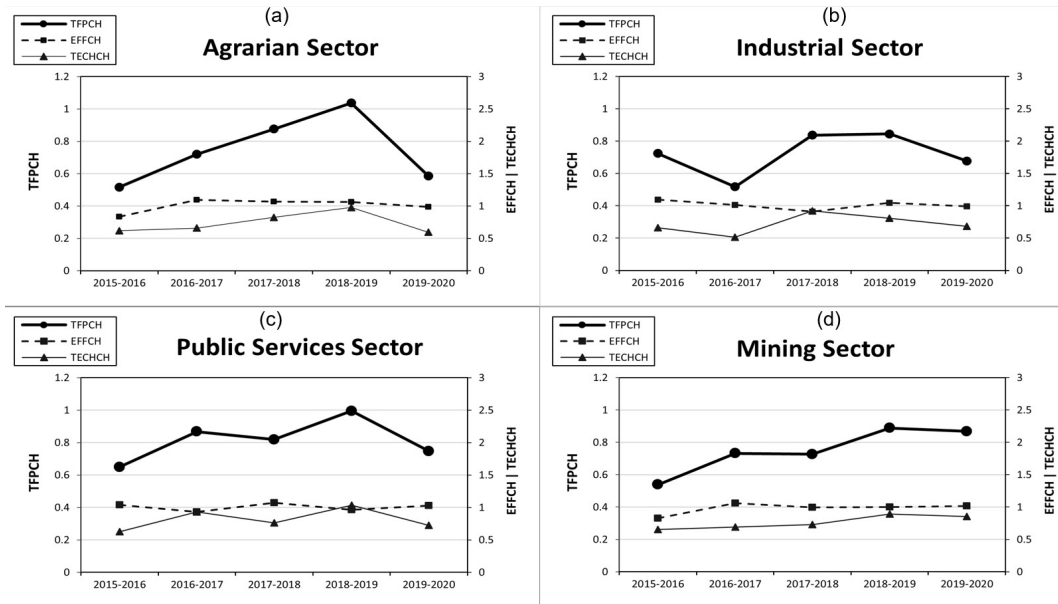 (a)
TFPCH
EFFCH
TECHCH
Agrarian Sector
1.2
1
0.8
0.6
0.4
0.2
0
TFPCH
3
2.5
2
1.5
1
0.5
0
EFFCH | TECHCH
2015-2016 2016-2017 2017-2018 2018-2019 2019-2020
(b)
TFPCH
EFFCH
TECHCH
Industrial Sector
1.2
1
0.8
0.6
0.4
0.2
0
TFPCH
3
2.5
2
1.5
1
0.5
0
EFFCH | TECHCH
2015-2016 2016-2017 2017-2018 2018-2019 2019-2020
(c)
TFPCH
EFFCH
TECHCH
Public Services Sector
1.2
1
0.8
0.6
0.4
0.2
0
TFPCH
3
2.5
2
1.5
1
0.5
0
EFFCH | TECHCH
2015-2016 2016-2017 2017-2018 2018-2019 2019-2020
(d)
TFPCH
EFFCH
TECHCH
Mining Sector
1.2
1
0.8
0.6
0.4
0.2
0
TFPCH
3
2.5
2
1.5
1
0.5
0
EFFCH | TECHCH
2015-2016 2016-2017 2017-2018 2018-2019 2019-2020